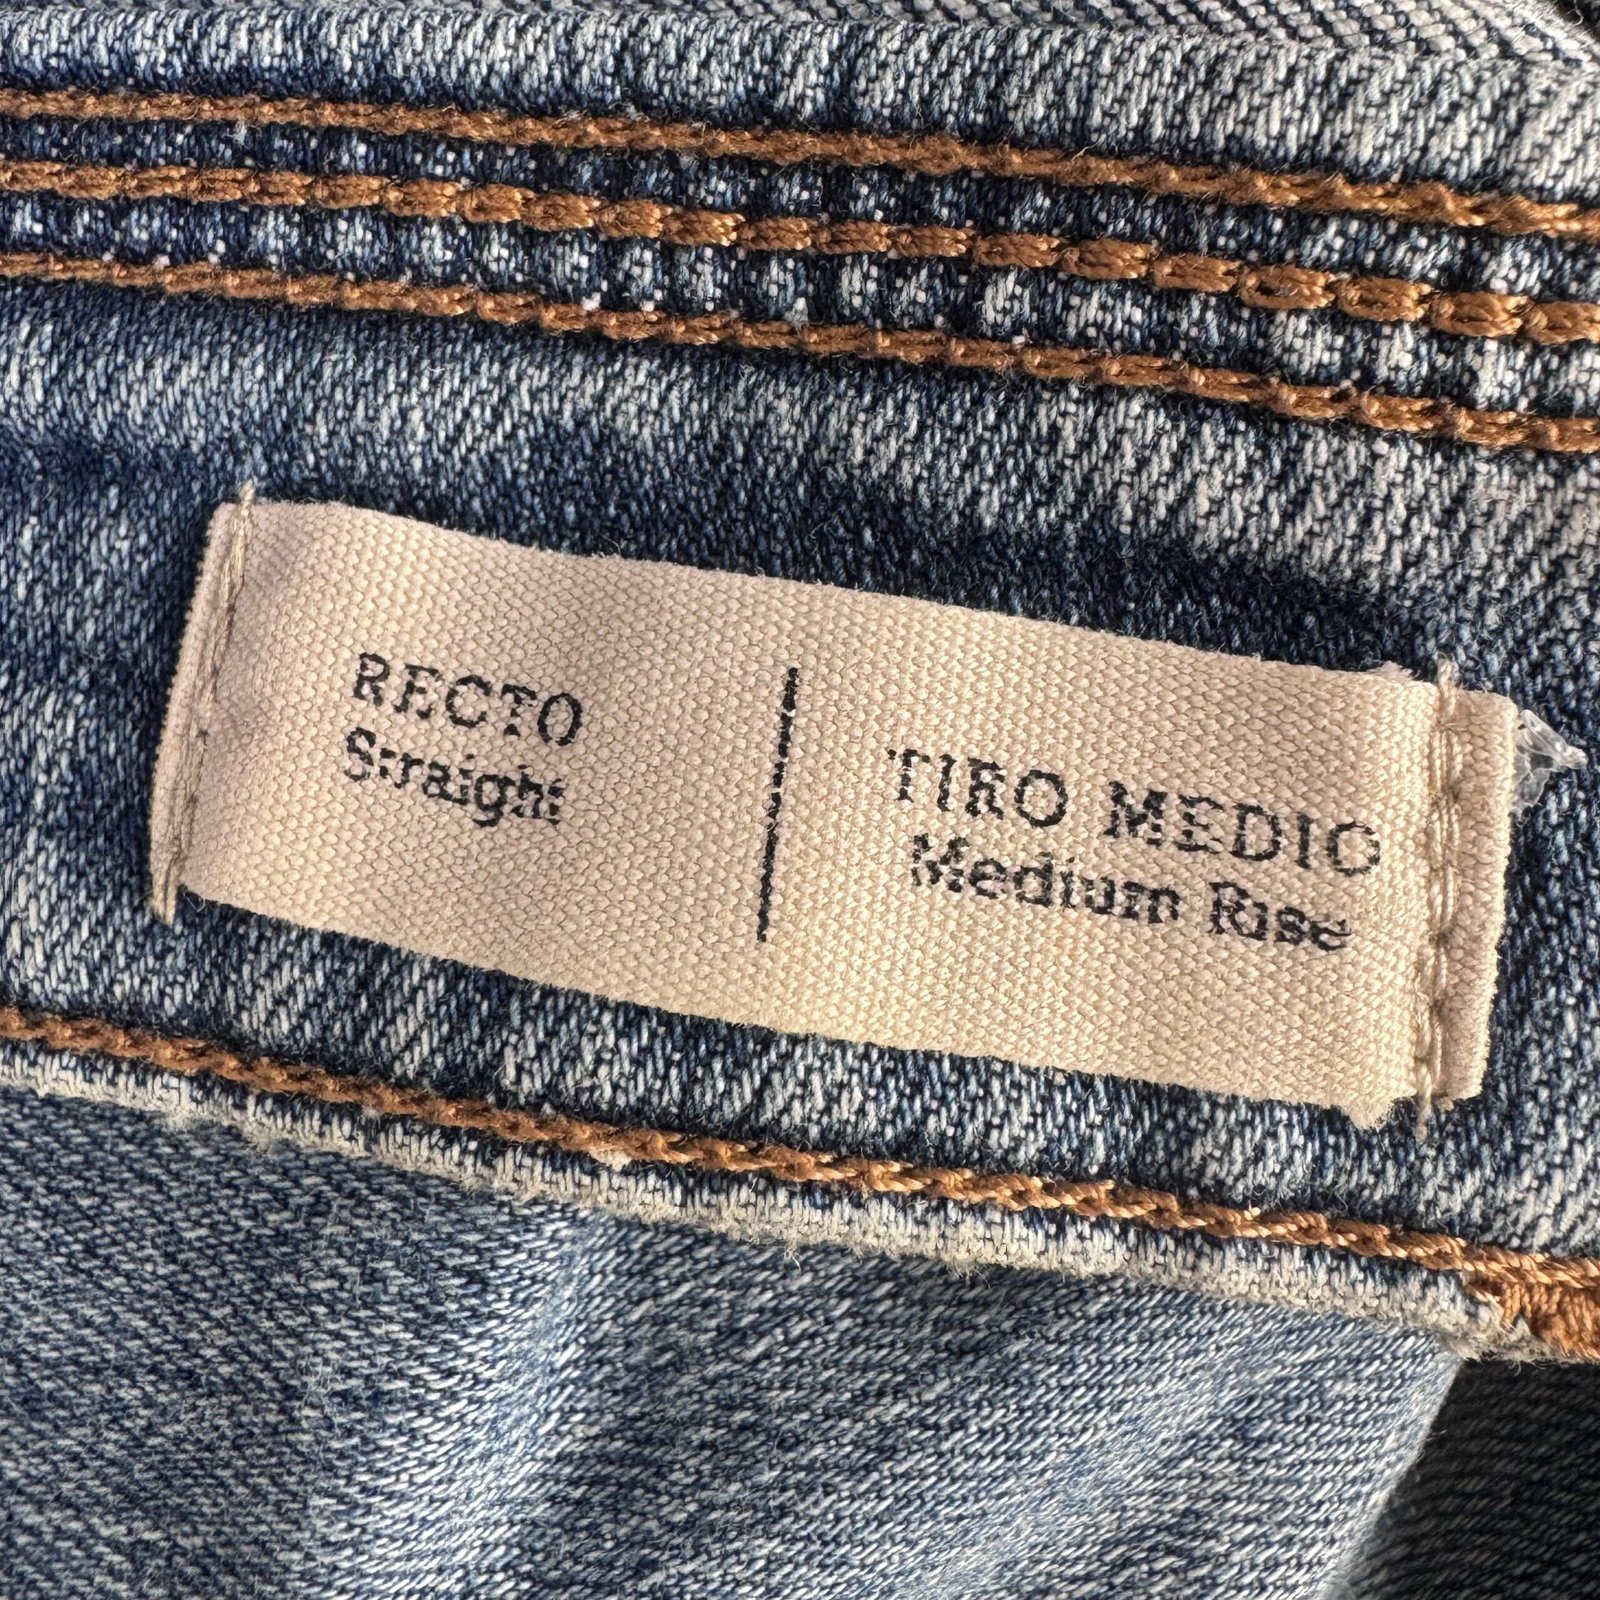 RECTO
Straight
TIRO MEDIO
Medium Rise